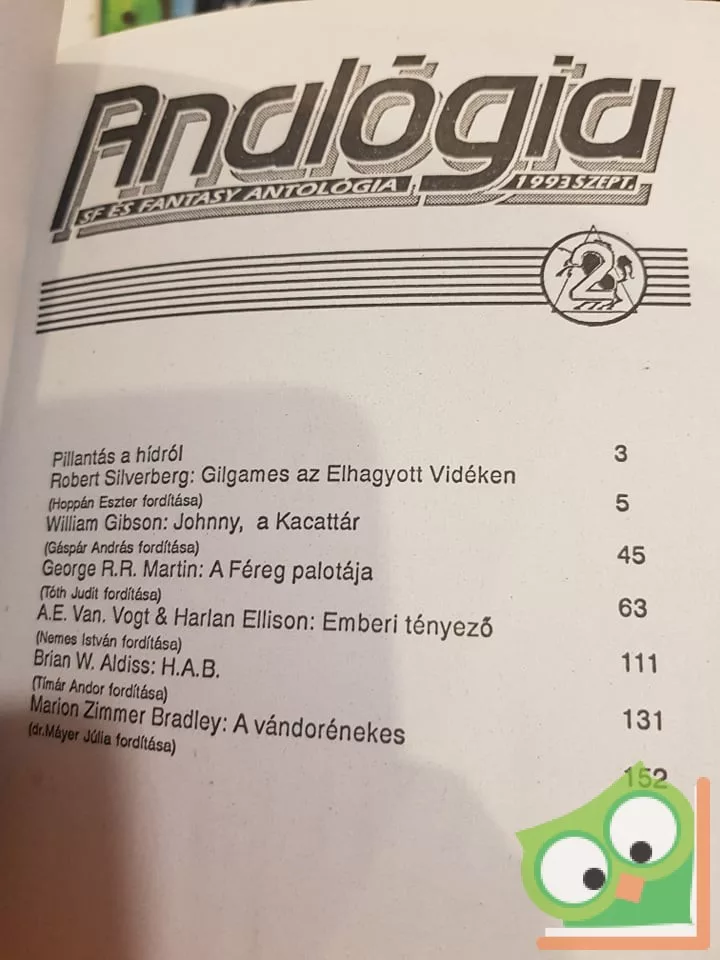 Analógia
SF ÉS FANTASY ANTOLÓGIA 1993 SZEPT.
2
Pillantás a hídról 3
Robert Silverberg: Gilgames az Elhagyott Vidéken
(Hoppán Eszter fordítása) 5
William Gibson: Johnny, a Kacattár
(Gáspár András fordítása) 45
George R.R. Martin: A Féreg palotája
(Tóth Judit fordítása) 63
A.E. Van. Vogt & Harlan Ellison: Emberi tényező
(Nemes István fordítása) 111
Brian W. Aldiss: H.A.B.
(Tímár Andor fordítása) 131
Marion Zimmer Bradley: A vándorénekes
(dr.Máyer Júlia fordítása) 152